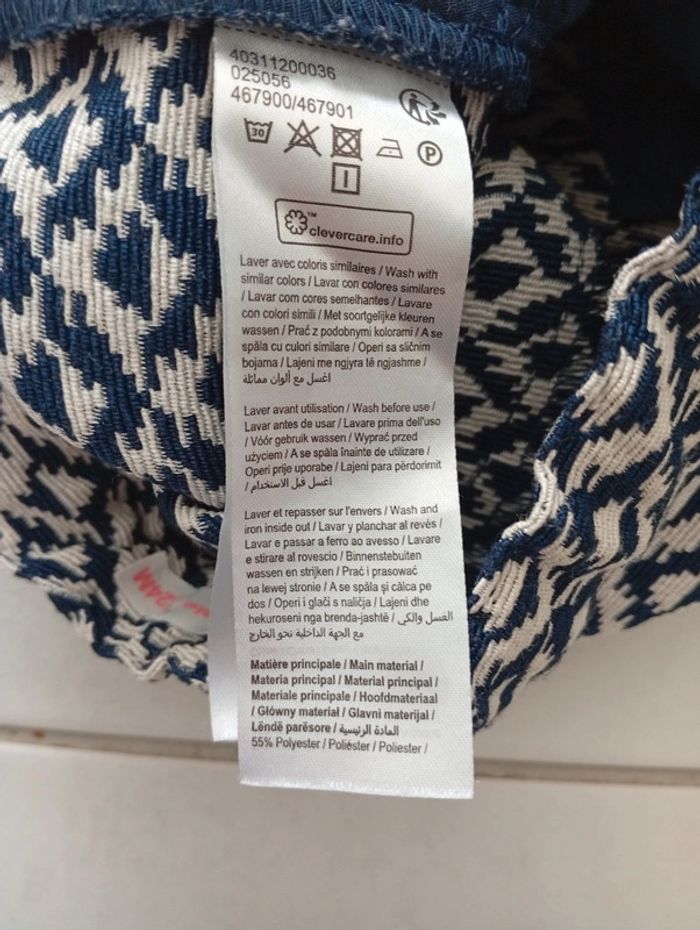 40311200036
025056
467900/467901
30
P
I
™
clevercare.info
Laver avec coloris similaires / Wash with
similar colors / Lavar con colores similares
/ Lavar com cores semelhantes / Lavare
con colori simili / Met soortgelijke kleuren
wassen / Prać z podobnymi kolorami / A se
spăla cu culori similare / Operi sa sličnim
bojama / Lajeni me ngjyra të ngjashme /
اغسل مع ألوان مماثلة
Laver avant utilisation / Wash before use /
Lavar antes de usar / Lavare prima dell'uso
/ Vóór gebruik wassen / Wyprać przed
użyciem / A se spăla înainte de utilizare /
Operi prije uporabe / Lajeni para përdorimit
/ اغسل قبل الاستخدام
Laver et repasser sur l'envers / Wash and
iron inside out / Lavar y planchar al revés /
Lavar e passar a ferro ao avesso / Lavare
e stirare al rovescio / Binnenstebuiten
wassen en strijken / Prać i prasować
na lewej stronie / A se spăla și călca pe
dos / Operi i glači s naličja / Lajeni dhe
hekuroseni nga brenda-jashtë / الغسل والكي
مع الجهة الداخلية نحو الخارج
Matière principale / Main material /
Materia principal / Material principal /
Materiale principale / Hoofdmateriaal
/ Główny materiał / Glavni materijal /
Lëndë parësore / المادة الرئيسية
55% Polyester / Poliéster / Poliester /
24M